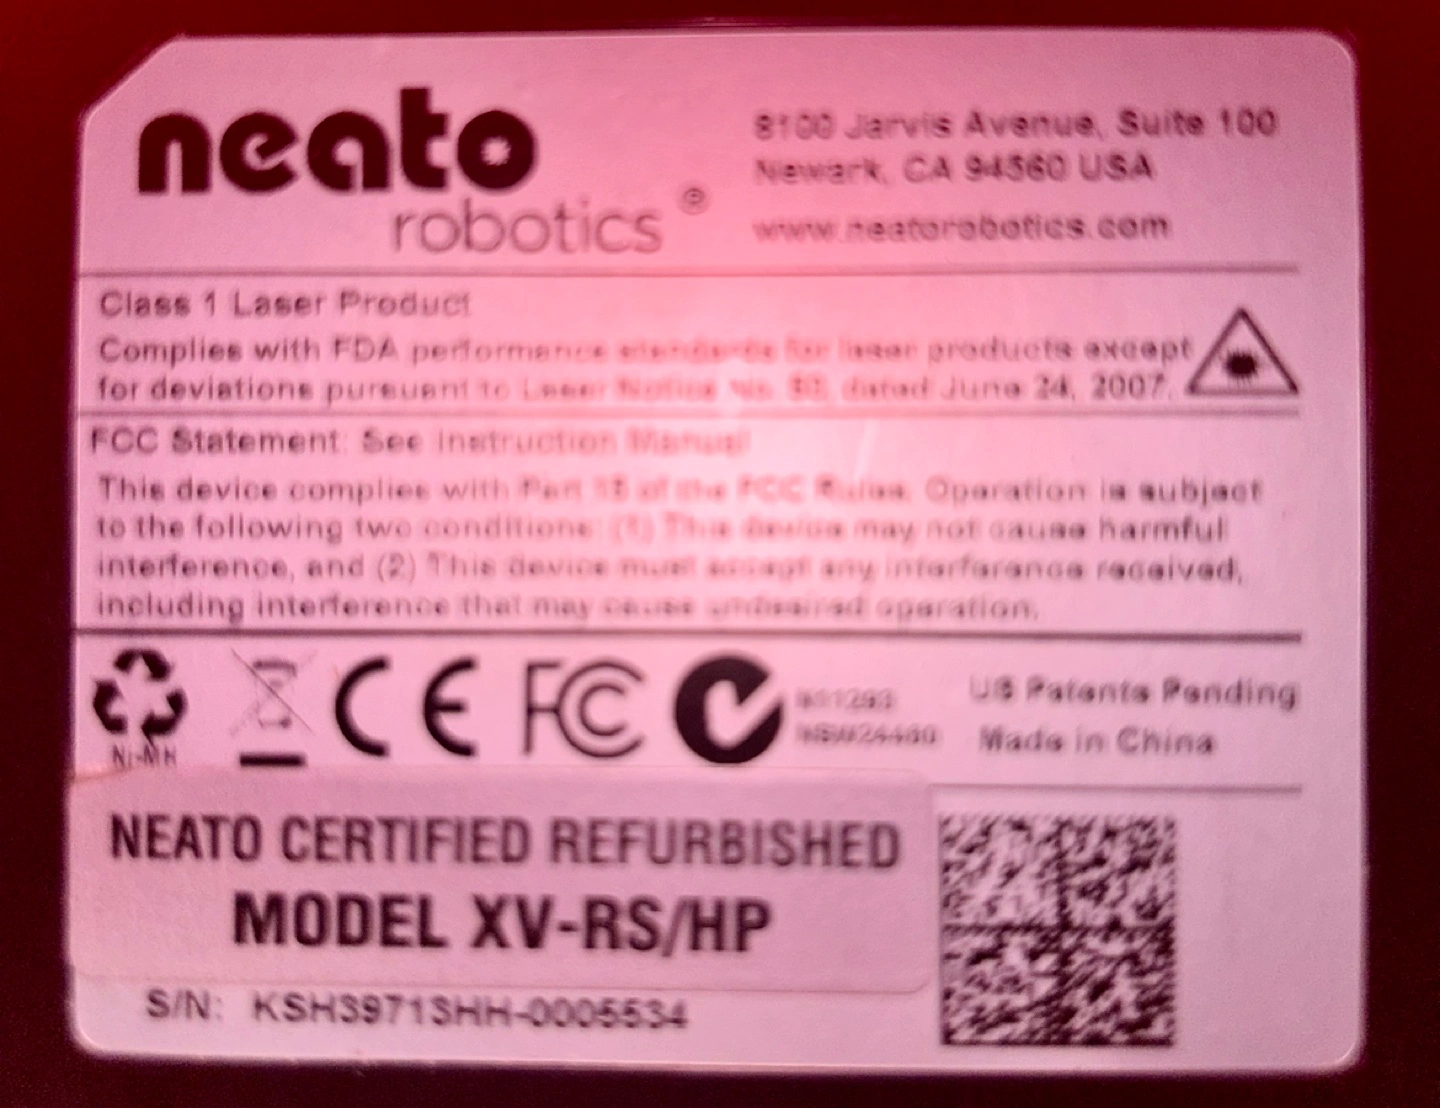 neato
robotics ®
8100 Jarvis Avenue, Suite 100
Newark, CA 94560 USA
www.neatorobotics.com
Class 1 Laser Product
Complies with FDA performance standards for laser products except
for deviations pursuant to Laser Notice No. 50, dated June 24, 2007.
FCC Statement: See Instruction Manual
This device complies with Part 15 of the FCC Rules. Operation is subject
to the following two conditions: (1) This device may not cause harmful
interference, and (2) This device must accept any interference received,
including interference that may cause undesired operation.
Ni-MH
CE FC
US Patents Pending
Made in China
NEATO CERTIFIED REFURBISHED
MODEL XV-RS/HP
S/N: KSH39713HH-0005534